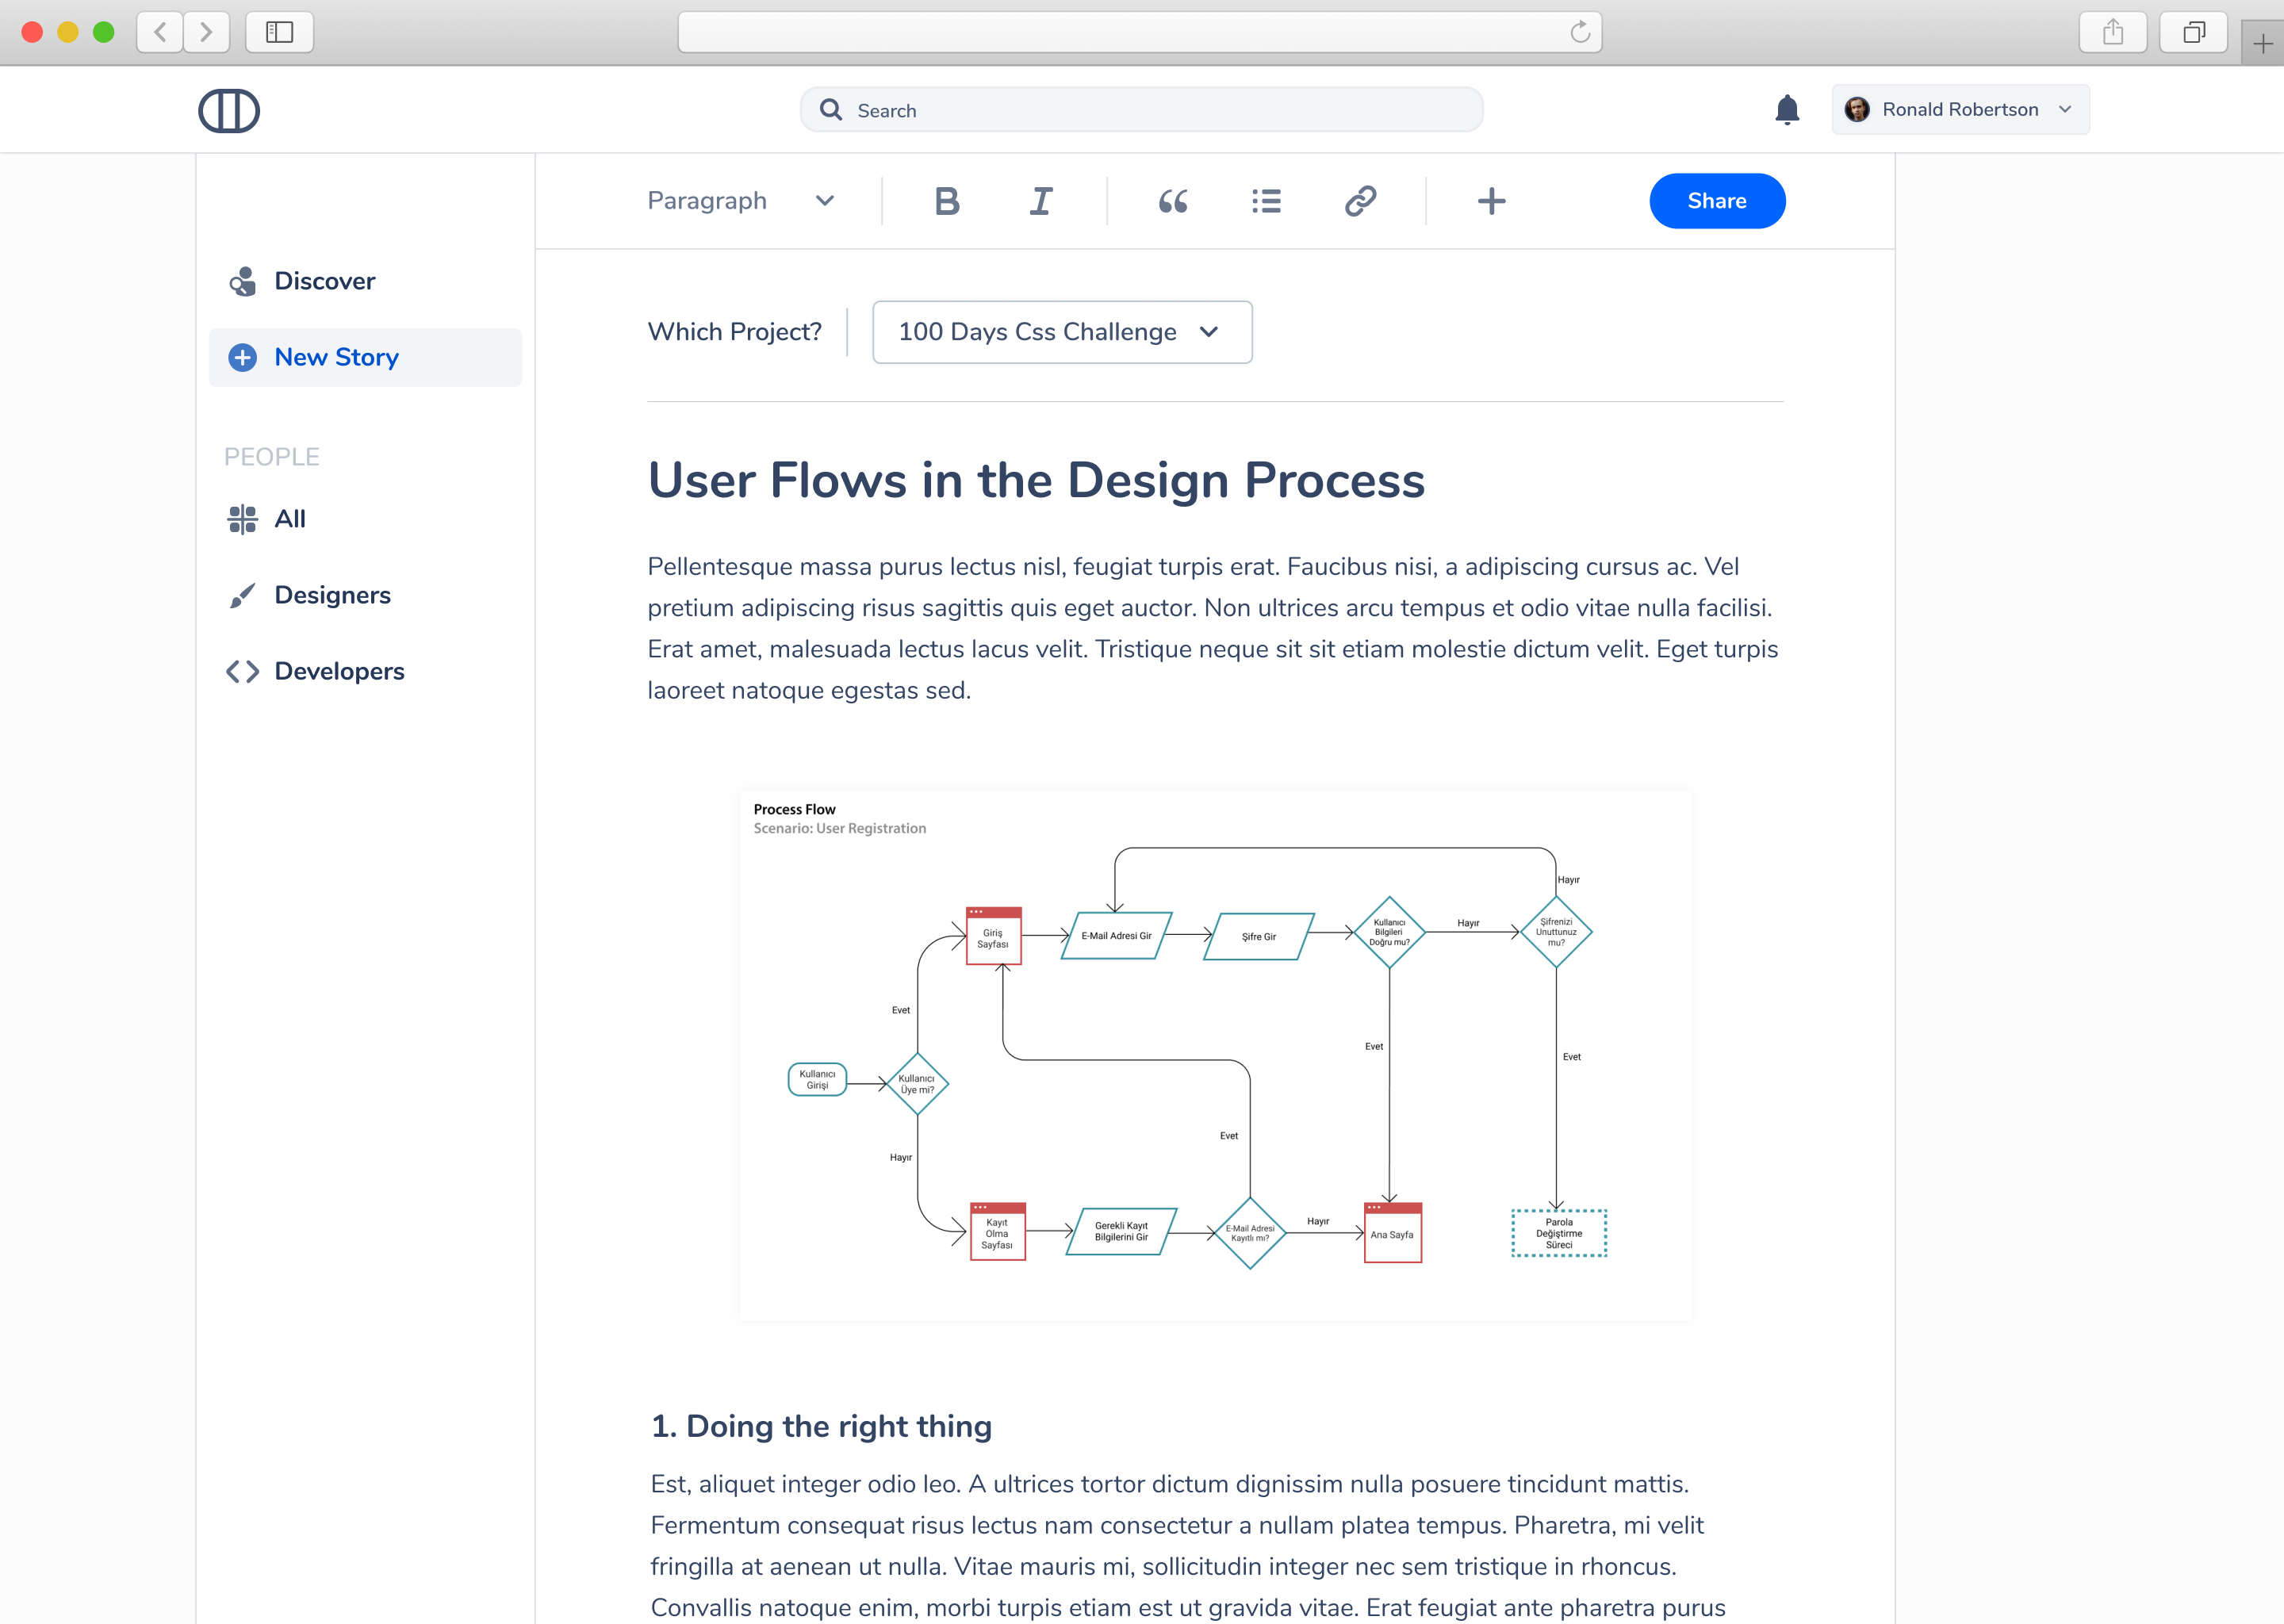 Search
Ronald Robertson
Paragraph
B
I
Share
Discover
New Story
PEOPLE
All
Designers
Developers
Which Project?
100 Days Css Challenge
User Flows in the Design Process
Pellentesque massa purus lectus nisl, feugiat turpis erat. Faucibus nisi, a adipiscing cursus ac. Vel
pretium adipiscing risus sagittis quis eget auctor. Non ultrices arcu tempus et odio vitae nulla facilisi.
Erat amet, malesuada lectus lacus velit. Tristique neque sit sit etiam molestie dictum velit. Eget turpis
laoreet natoque egestas sed.
Process Flow
Scenario: User Registration
Hayır
Giriş
Sayfası
E-Mail Adresi Gir
Şifre Gir
Kullanıcı
Bilgileri
Doğru mu?
Hayır
Şifrenizi
Unuttunuz
mu?
Evet
Evet
Evet
Kullanıcı
Girişi
Kullanıcı
Üye mi?
Evet
Hayır
Kayıt
Olma
Sayfası
Gerekli Kayıt
Bilgilerini Gir
E-Mail Adresi
Kayıtlı mı?
Hayır
Ana Sayfa
Parola
Değiştirme
Süreci
1. Doing the right thing
Est, aliquet integer odio leo. A ultrices tortor dictum dignissim nulla posuere tincidunt mattis.
Fermentum consequat risus lectus nam consectetur a nullam platea tempus. Pharetra, mi velit
fringilla at aenean ut nulla. Vitae mauris mi, sollicitudin integer nec sem tristique in rhoncus.
Convallis natoque enim, morbi turpis etiam est ut gravida vitae. Erat feugiat ante pharetra purus